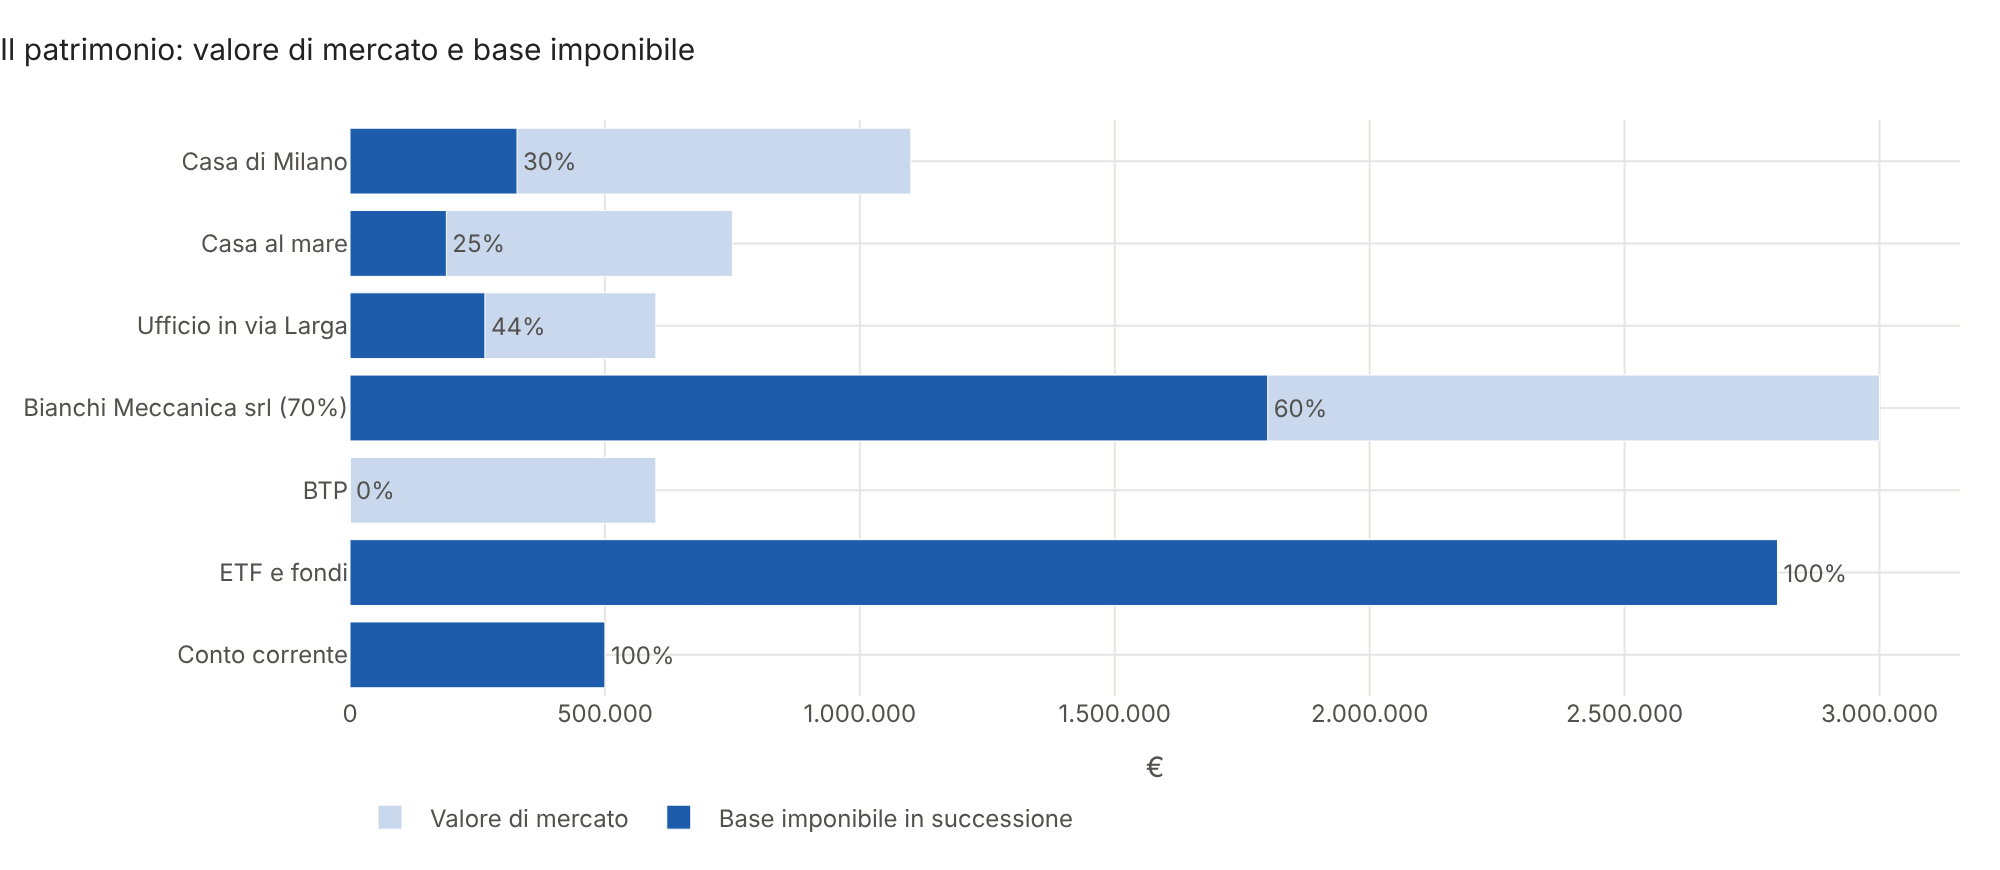 Il patrimonio: valore di mercato e base imponibile
Casa di Milano 30%
Casa al mare 25%
Ufficio in via Larga 44%
Bianchi Meccanica srl (70%) 60%
BTP 0%
ETF e fondi 100%
Conto corrente 100%
0 500.000 1.000.000 1.500.000 2.000.000 2.500.000 3.000.000
€
Valore di mercato Base imponibile in successione